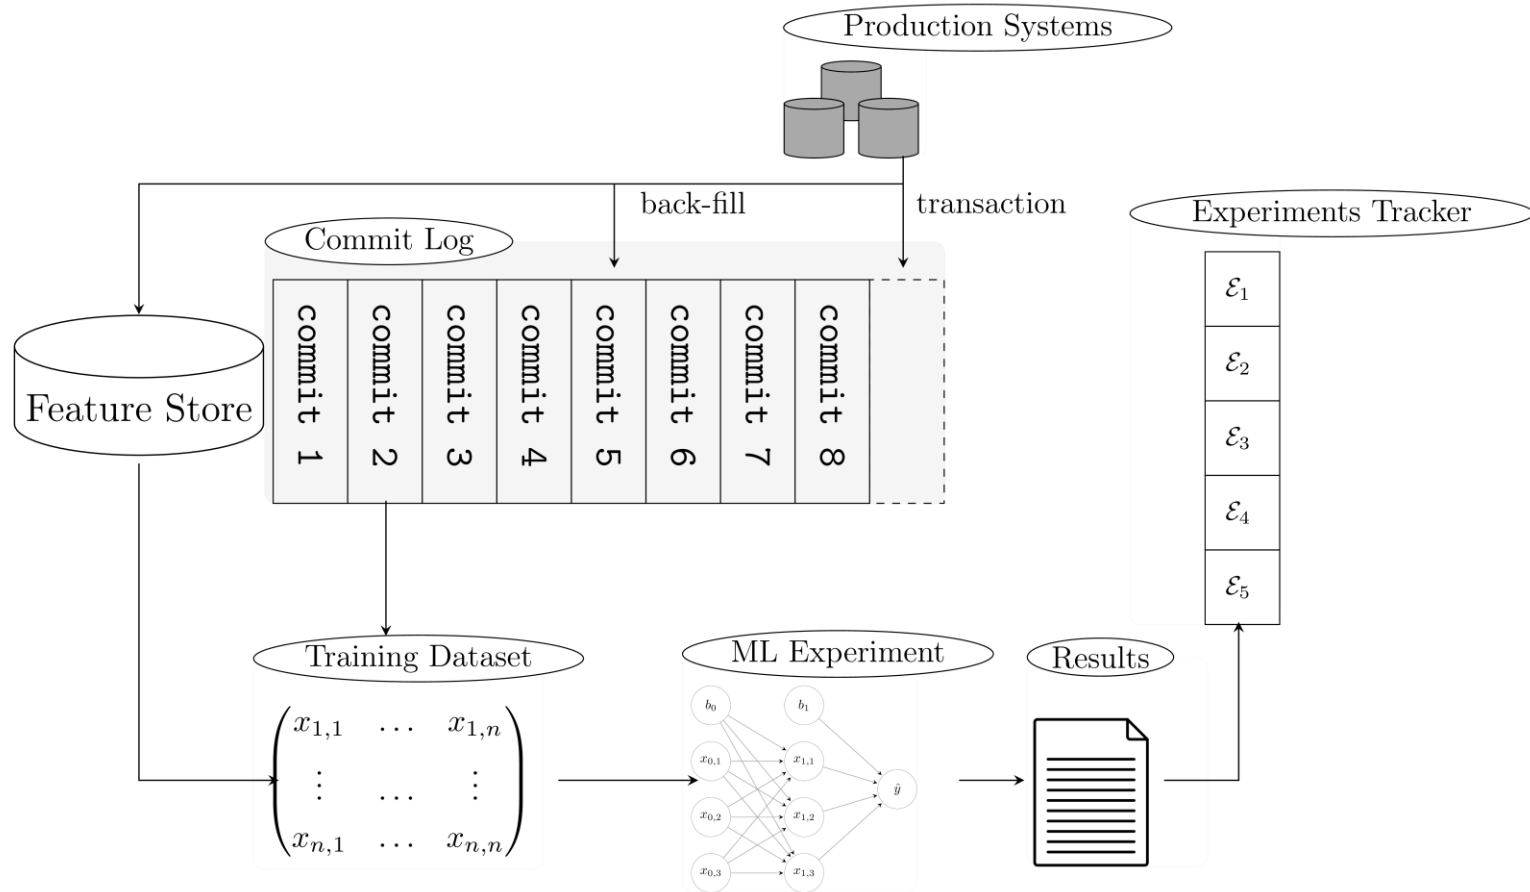 Production Systems
back-fill
transaction
Experiments Tracker
Commit Log
commit 1
commit 2
commit 3
commit 4
commit 5
commit 6
commit 7
commit 8
Feature Store
ℰ₁
ℰ₂
ℰ₃
ℰ₄
ℰ₅
Training Dataset
x₁,₁ … x₁,ₙ
⋮ … ⋮
xₙ,₁ … xₙ,ₙ
ML Experiment
b₀ b₁
x₀,₁ x₁,₁
ŷ
x₀,₂ x₁,₂
x₀,₃ x₁,₃
Results